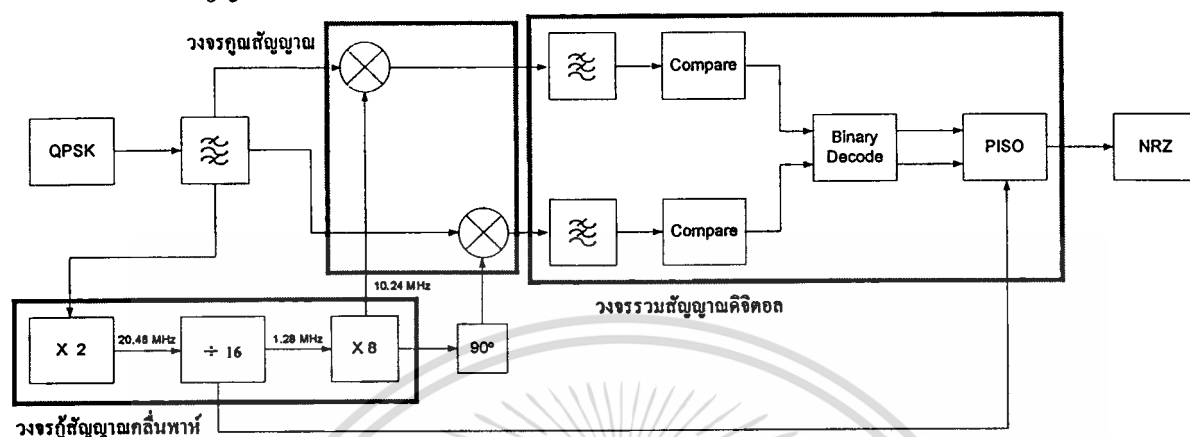 วงจรคูณสัญญาณ
QPSK
Compare
Binary
Decode
PISO
NRZ
Compare
10.24 MHz
วงจรรวมสัญญาณดิจิตอล
X 2
20.48 MHz
÷ 16
1.28 MHz
X 8
90º
วงจรกู้สัญญาณคลื่นพาห์